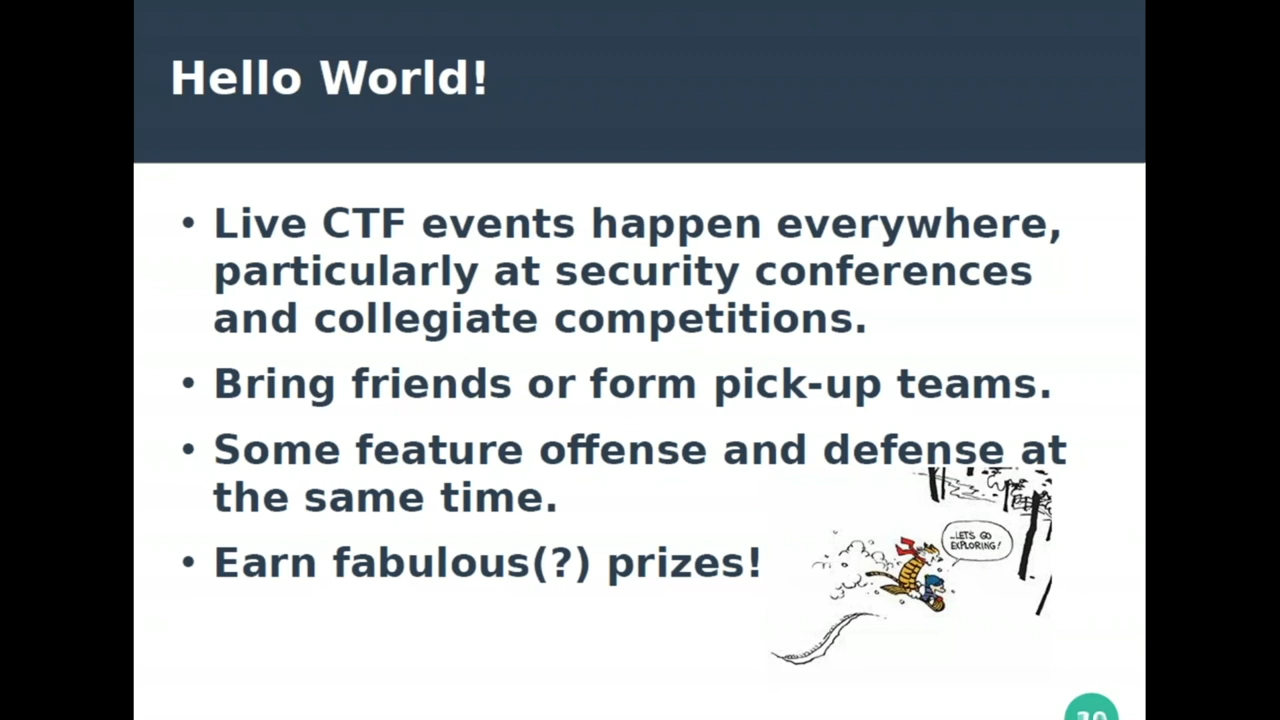 Hello World!
• Live CTF events happen everywhere,
particularly at security conferences
and collegiate competitions.
• Bring friends or form pick-up teams.
• Some feature offense and defense at
the same time.
...LET'S GO
EXPLORING!
• Earn fabulous(?) prizes!